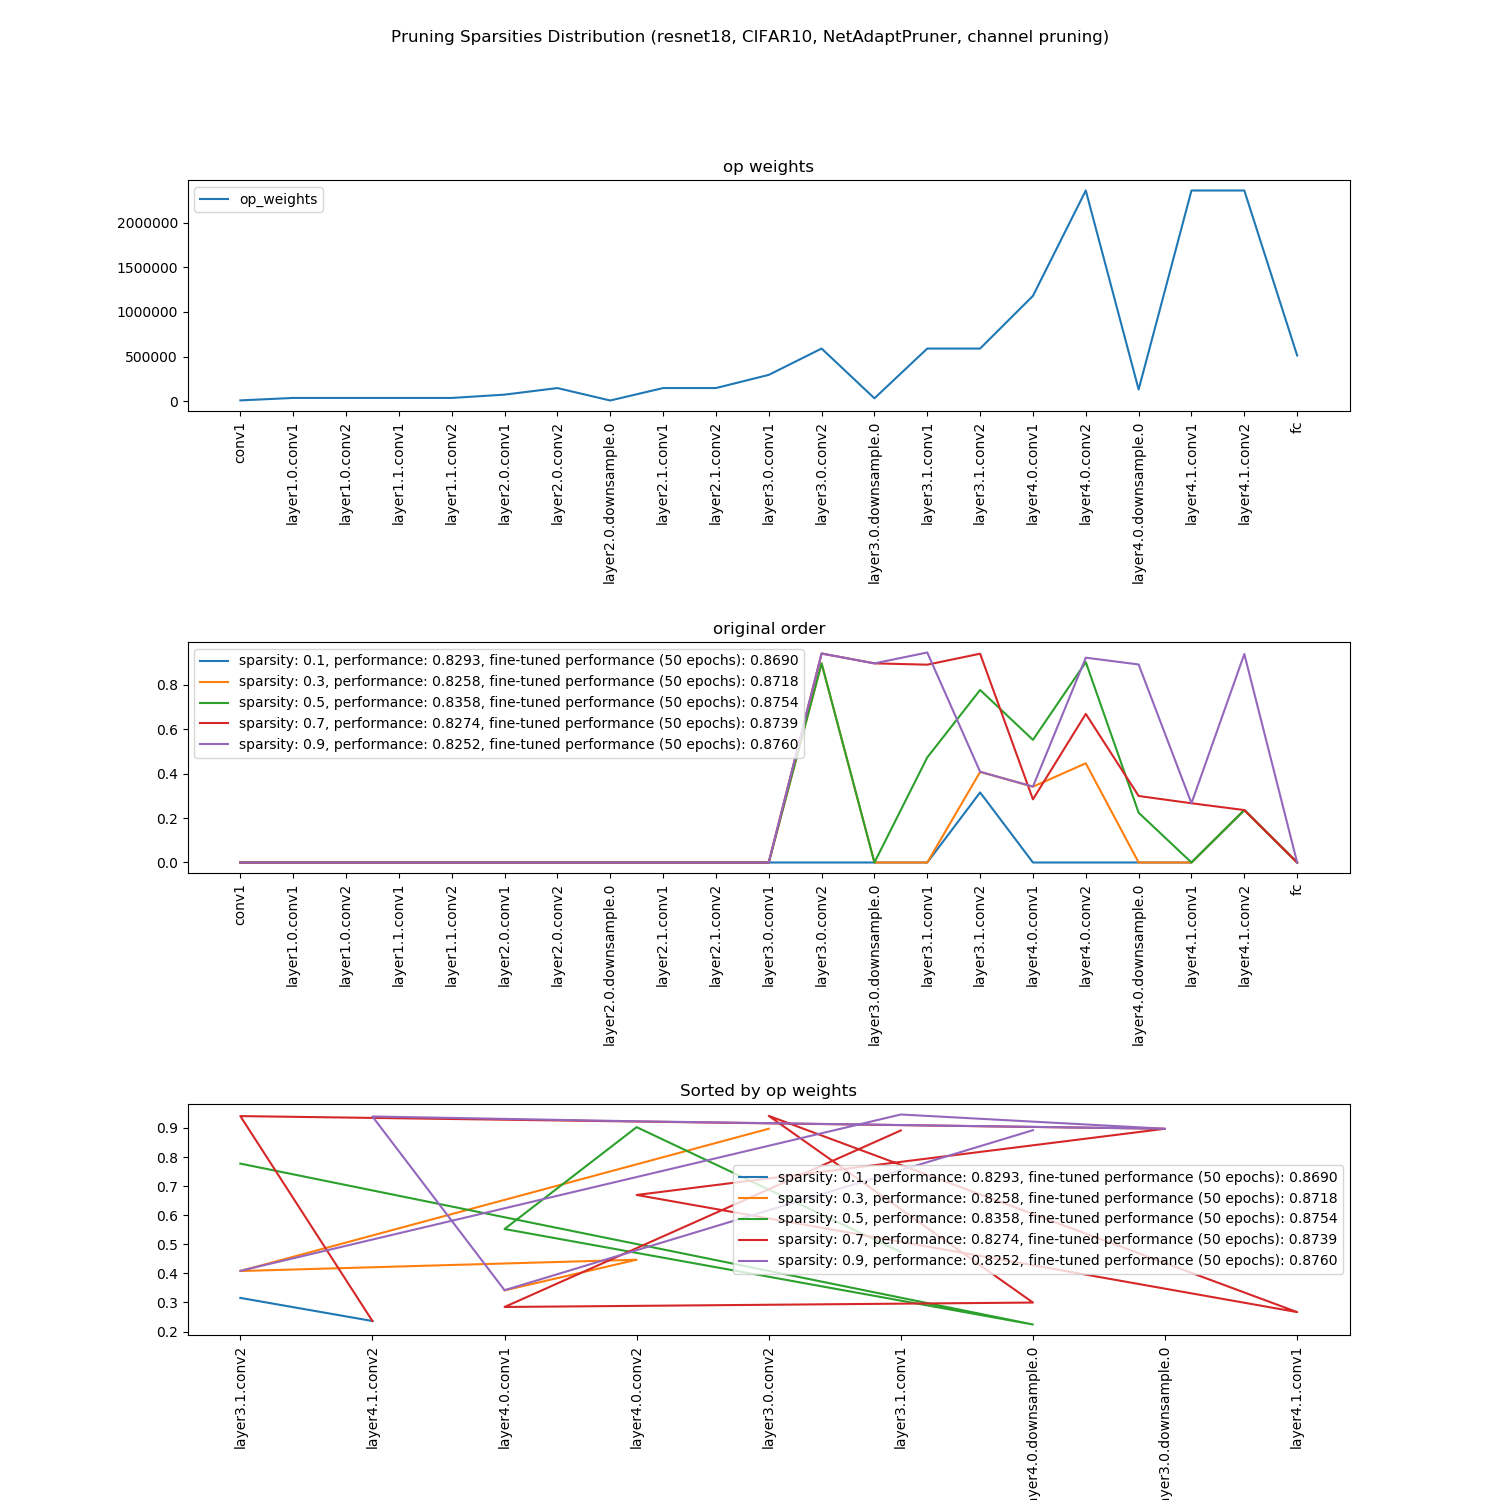 Pruning Sparsities Distribution (resnet18, CIFAR10, NetAdaptPruner, channel pruning)
op weights
op_weights
2000000
1500000
1000000
500000
0
conv1
layer1.0.conv1
layer1.0.conv2
layer1.1.conv1
layer1.1.conv2
layer2.0.conv1
layer2.0.conv2
layer2.0.downsample.0
layer2.1.conv1
layer2.1.conv2
layer3.0.conv1
layer3.0.conv2
layer3.0.downsample.0
layer3.1.conv1
layer3.1.conv2
layer4.0.conv1
layer4.0.conv2
layer4.0.downsample.0
layer4.1.conv1
layer4.1.conv2
fc
original order
sparsity: 0.1, performance: 0.8293, fine-tuned performance (50 epochs): 0.8690
sparsity: 0.3, performance: 0.8258, fine-tuned performance (50 epochs): 0.8718
sparsity: 0.5, performance: 0.8358, fine-tuned performance (50 epochs): 0.8754
sparsity: 0.7, performance: 0.8274, fine-tuned performance (50 epochs): 0.8739
sparsity: 0.9, performance: 0.8252, fine-tuned performance (50 epochs): 0.8760
0.8
0.6
0.4
0.2
0.0
conv1
layer1.0.conv1
layer1.0.conv2
layer1.1.conv1
layer1.1.conv2
layer2.0.conv1
layer2.0.conv2
layer2.0.downsample.0
layer2.1.conv1
layer2.1.conv2
layer3.0.conv1
layer3.0.conv2
layer3.0.downsample.0
layer3.1.conv1
layer3.1.conv2
layer4.0.conv1
layer4.0.conv2
layer4.0.downsample.0
layer4.1.conv1
layer4.1.conv2
fc
Sorted by op weights
0.9
0.8
0.7
0.6
0.5
0.4
0.3
0.2
sparsity: 0.1, performance: 0.8293, fine-tuned performance (50 epochs): 0.8690
sparsity: 0.3, performance: 0.8258, fine-tuned performance (50 epochs): 0.8718
sparsity: 0.5, performance: 0.8358, fine-tuned performance (50 epochs): 0.8754
sparsity: 0.7, performance: 0.8274, fine-tuned performance (50 epochs): 0.8739
sparsity: 0.9, performance: 0.8252, fine-tuned performance (50 epochs): 0.8760
layer3.1.conv2
layer4.1.conv2
layer4.0.conv1
layer4.0.conv2
layer3.0.conv2
layer3.1.conv1
ayer4.0.downsample.0
ayer3.0.downsample.0
layer4.1.conv1